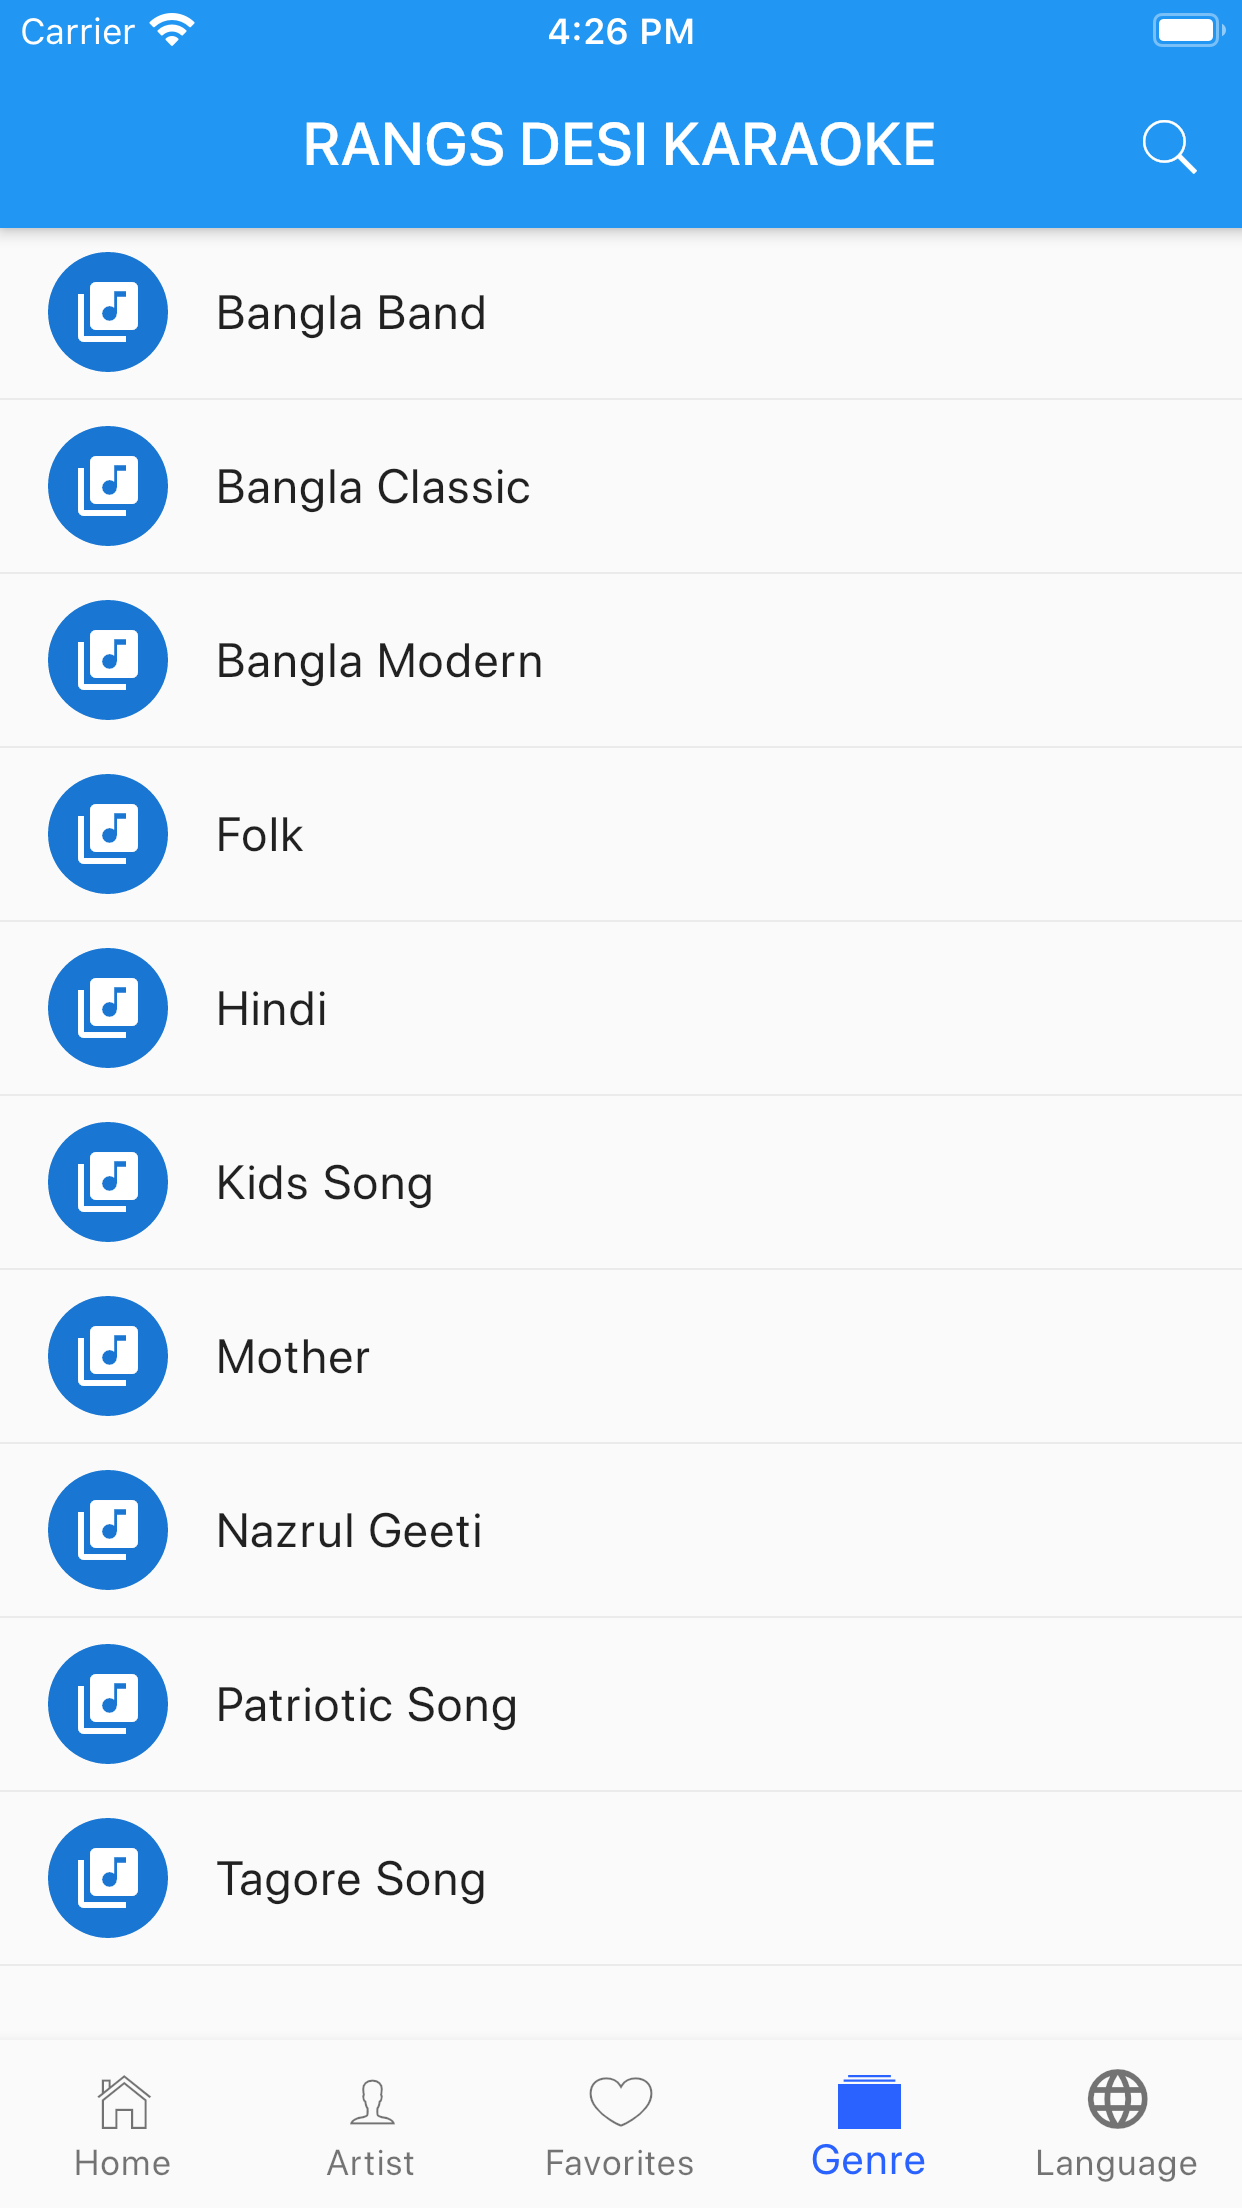 Carrier 4:26 PM
RANGS DESI KARAOKE
Bangla Band
Bangla Classic
Bangla Modern
Folk
Hindi
Kids Song
Mother
Nazrul Geeti
Patriotic Song
Tagore Song
Home Artist Favorites Genre Language